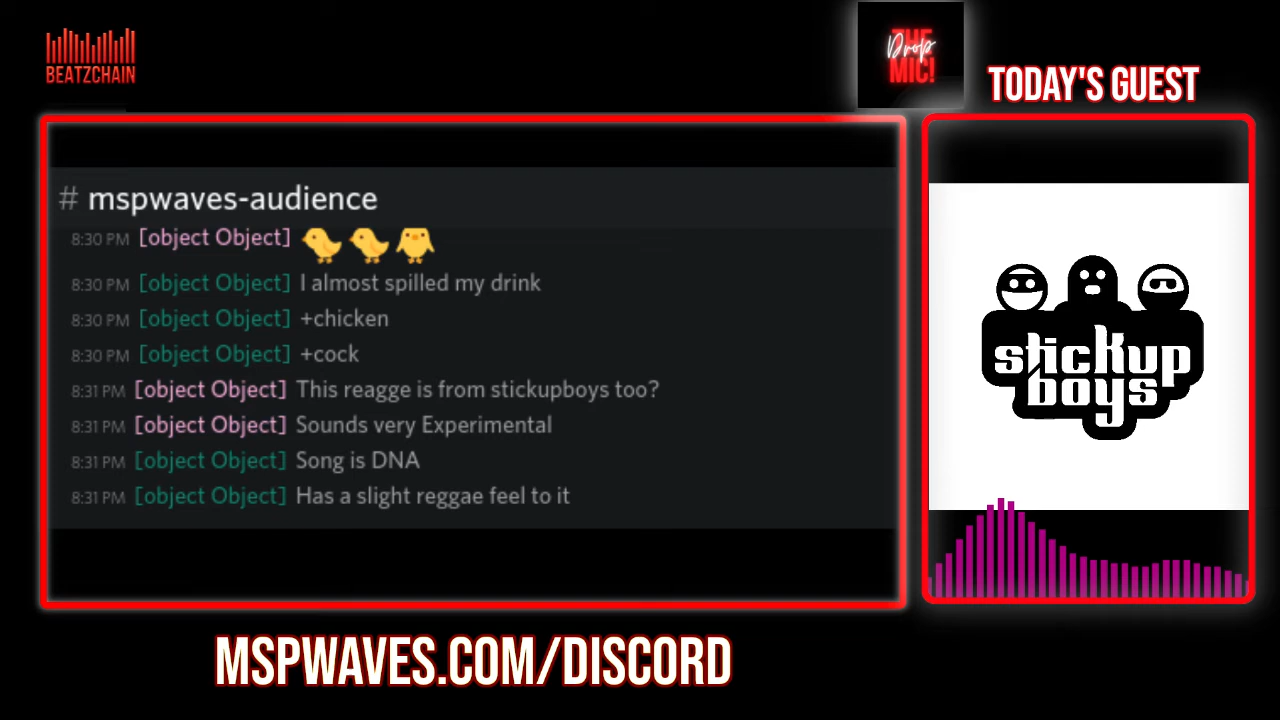 BEATZCHAIN
THE
Drop
MIC!
TODAY'S GUEST
# mspwaves-audience
8:30 PM [object Object] 🐤 🐤 🐥
8:30 PM [object Object] I almost spilled my drink
8:30 PM [object Object] +chicken
8:30 PM [object Object] +cock
8:31 PM [object Object] This reagge is from stickupboys too?
8:31 PM [object Object] Sounds very Experimental
8:31 PM [object Object] Song is DNA
8:31 PM [object Object] Has a slight reggae feel to it
stickup
boys
MSPWAVES.COM/DISCORD